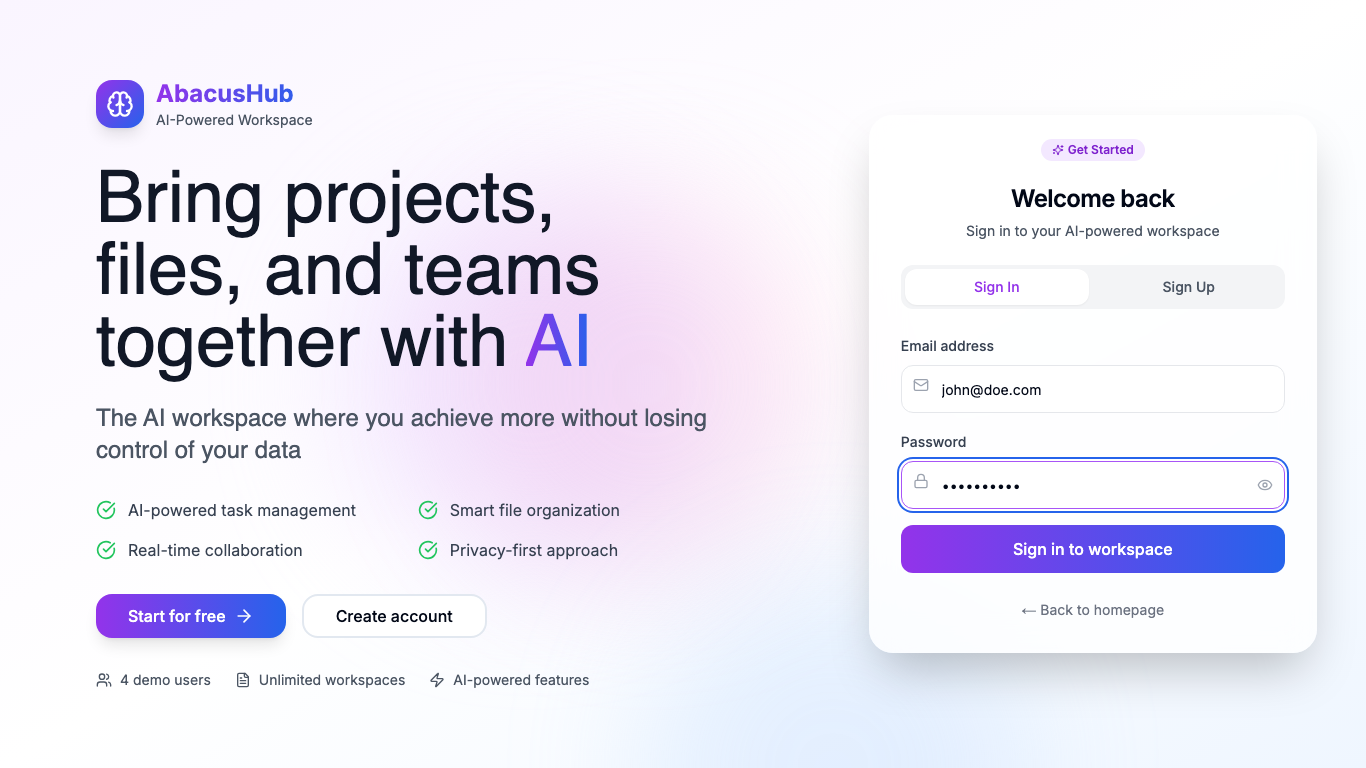 AbacusHub
AI-Powered Workspace
Bring projects,
files, and teams
together with AI
The AI workspace where you achieve more without losing
control of your data
AI-powered task management
Smart file organization
Real-time collaboration
Privacy-first approach
Start for free →
Create account
4 demo users
Unlimited workspaces
AI-powered features
Get Started
Welcome back
Sign in to your AI-powered workspace
Sign In
Sign Up
Email address
john@doe.com
Password
••••••••••
Sign in to workspace
← Back to homepage